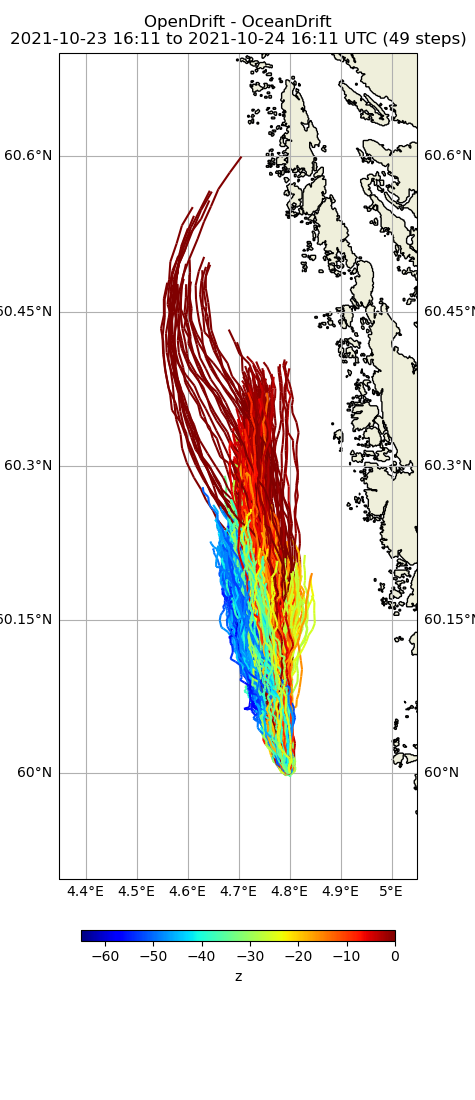 OpenDrift - OceanDrift
2021-10-23 16:11 to 2021-10-24 16:11 UTC (49 steps)
60.6°N 60.6°N
60.45°N 60.45°N
60.3°N 60.3°N
60.15°N 60.15°N
60°N 60°N
4.4°E 4.5°E 4.6°E 4.7°E 4.8°E 4.9°E 5°E
−60 −50 −40 −30 −20 −10 0
z